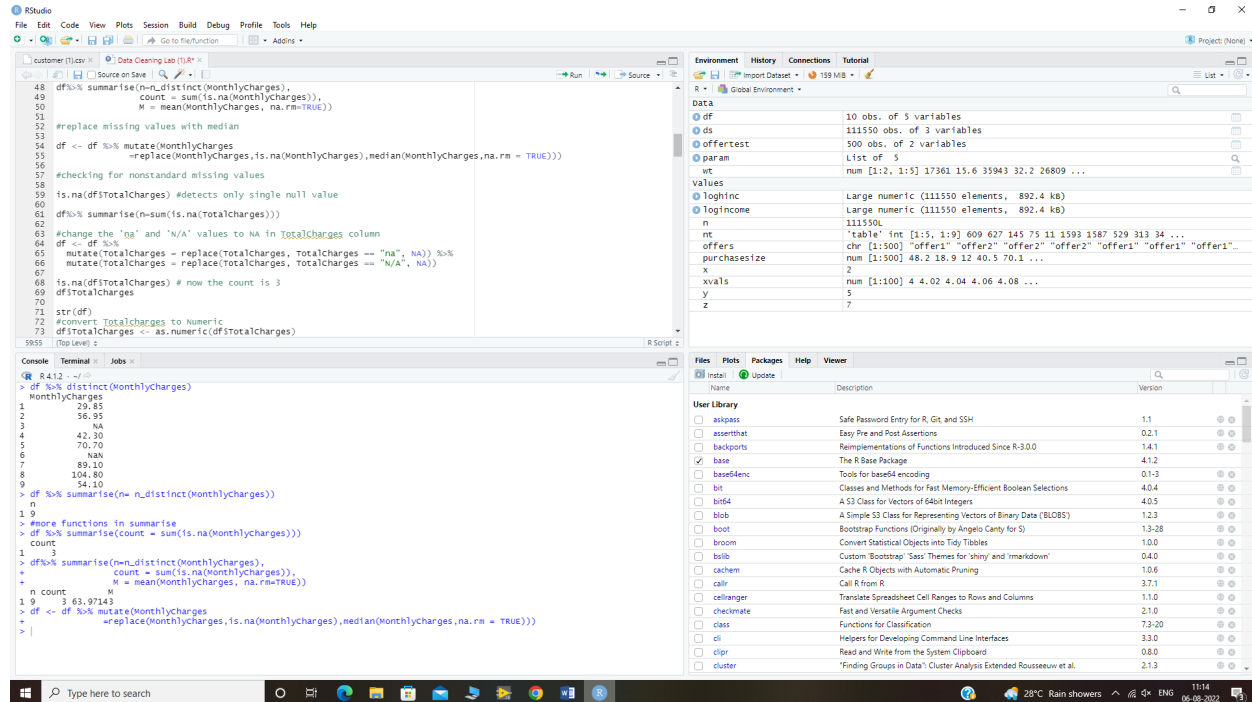 RStudio
File Edit Code View Plots Session Build Debug Profile Tools Help
Go to file/function Addins
Project: (None)
customer (1).csv Data Cleaning Lab (1).R*
Source on Save Run Source
48 df%>% summarise(n=n_distinct(MonthlyCharges),
49 count = sum(is.na(MonthlyCharges)),
50 M = mean(MonthlyCharges, na.rm=TRUE))
51
52 #replace missing values with median
53
54 df <- df %>% mutate(MonthlyCharges
55 =replace(MonthlyCharges,is.na(MonthlyCharges),median(MonthlyCharges,na.rm = TRUE)))
56
57 #checking for nonstandard missing values
58
59 is.na(df$TotalCharges) #detects only single null value
60
61 df%>% summarise(n=sum(is.na(TotalCharges)))
62
63 #change the 'na' and 'N/A' values to NA in TotalCharges column
64 df <- df %>%
65 mutate(TotalCharges = replace(TotalCharges, TotalCharges == "na", NA)) %>%
66 mutate(TotalCharges = replace(TotalCharges, TotalCharges == "N/A", NA))
67
68 is.na(df$TotalCharges) # now the count is 3
69 df$TotalCharges
70
71 str(df)
72 #convert Totalcharges to Numeric
73 df$TotalCharges <- as.numeric(df$TotalCharges)
59:55 (Top Level) R Script
Console Terminal Jobs
R 4.1.2 · ~/
> df %>% distinct(MonthlyCharges)
MonthlyCharges
1 29.85
2 56.95
3 NA
4 42.30
5 70.70
6 NaN
7 89.10
8 104.80
9 54.10
> df %>% summarise(n= n_distinct(MonthlyCharges))
n
1 9
> #more functions in summarise
> df %>% summarise(count = sum(is.na(MonthlyCharges)))
count
1 3
> df%>% summarise(n=n_distinct(MonthlyCharges),
+ count = sum(is.na(MonthlyCharges)),
+ M = mean(MonthlyCharges, na.rm=TRUE))
n count M
1 9 3 63.97143
> df <- df %>% mutate(MonthlyCharges
+ =replace(MonthlyCharges,is.na(MonthlyCharges),median(MonthlyCharges,na.rm = TRUE)))
>
Environment History Connections Tutorial
Import Dataset 159 MiB List
R Global Environment
Data
df 10 obs. of 5 variables
ds 111550 obs. of 3 variables
offertest 500 obs. of 2 variables
param List of 5
wt num [1:2, 1:5] 17361 15.6 35943 32.2 26809 ...
Values
loghinc Large numeric (111550 elements, 892.4 kB)
logincome Large numeric (111550 elements, 892.4 kB)
n 111550L
nt 'table' int [1:5, 1:9] 609 627 145 75 11 1593 1587 529 313 34 ...
offers chr [1:500] "offer1" "offer2" "offer2" "offer2" "offer1" "offer1" "offer1"…
purchasesize num [1:500] 48.2 18.9 12 40.5 70.1 ...
x 2
xvals num [1:100] 4 4.02 4.04 4.06 4.08 ...
y 5
z 7
Files Plots Packages Help Viewer
Install Update
Name Description Version
User Library
askpass Safe Password Entry for R, Git, and SSH 1.1
assertthat Easy Pre and Post Assertions 0.2.1
backports Reimplementations of Functions Introduced Since R-3.0.0 1.4.1
base The R Base Package 4.1.2
base64enc Tools for base64 encoding 0.1-3
bit Classes and Methods for Fast Memory-Efficient Boolean Selections 4.0.4
bit64 A S3 Class for Vectors of 64bit Integers 4.0.5
blob A Simple S3 Class for Representing Vectors of Binary Data ('BLOBS') 1.2.3
boot Bootstrap Functions (Originally by Angelo Canty for S) 1.3-28
broom Convert Statistical Objects into Tidy Tibbles 1.0.0
bslib Custom 'Bootstrap' 'Sass' Themes for 'shiny' and 'rmarkdown' 0.4.0
cachem Cache R Objects with Automatic Pruning 1.0.6
callr Call R from R 3.7.1
cellranger Translate Spreadsheet Cell Ranges to Rows and Columns 1.1.0
checkmate Fast and Versatile Argument Checks 2.1.0
class Functions for Classification 7.3-20
cli Helpers for Developing Command Line Interfaces 3.3.0
clipr Read and Write from the System Clipboard 0.8.0
cluster "Finding Groups in Data": Cluster Analysis Extended Rousseeuw et al. 2.1.3
Type here to search
28°C Rain showers ENG 11:14
06-08-2022